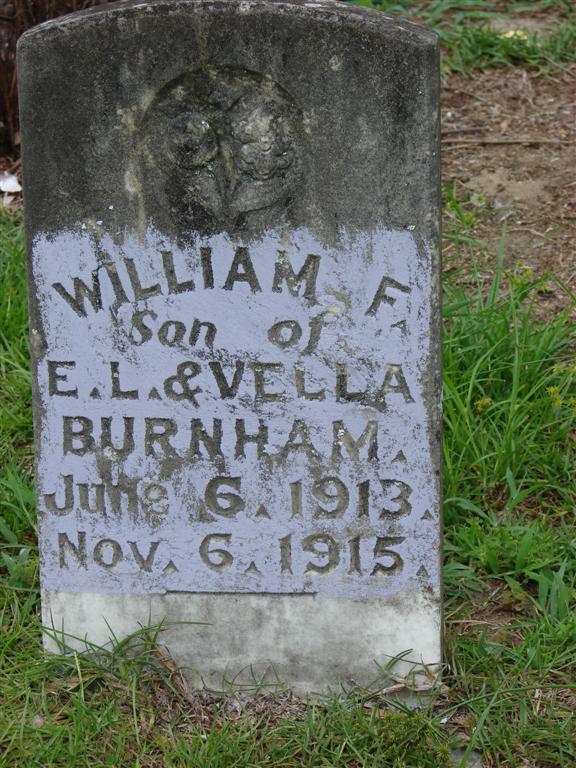 WILLIAM F.
Son of
E. L. & VELLA
BURNHAM.
June 6. 1913.
Nov. 6. 1915.